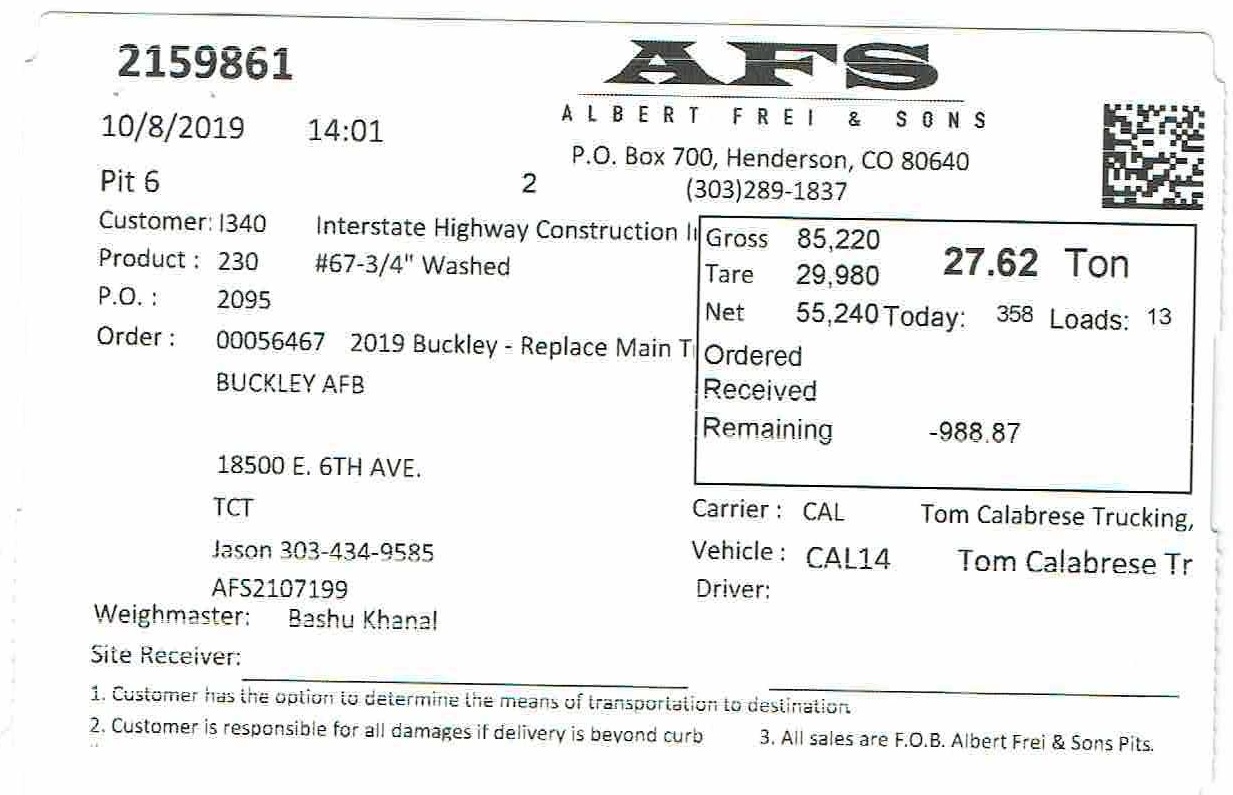 2159861
AFS
ALBERT FREI & SONS
10/8/2019 14:01
P.O. Box 700, Henderson, CO 80640
Pit 6 2 (303)289-1837
Customer: I340 Interstate Highway Construction I
Gross 85,220 27.62 Ton
Product : 230 #67-3/4" Washed
Tare 29,980
P.O. : 2095
Net 55,240 Today: 358 Loads: 13
Order : 00056467 2019 Buckley - Replace Main T
Ordered
BUCKLEY AFB
Received
Remaining -988.87
18500 E. 6TH AVE.
TCT
Carrier : CAL Tom Calabrese Trucking,
Jason 303-434-9585
Vehicle : CAL14 Tom Calabrese Tr
AFS2107199
Driver:
Weighmaster: Bashu Khanal
Site Receiver:
1. Customer has the option to determine the means of transportation to destination
2. Customer is responsible for all damages if delivery is beyond curb 3. All sales are F.O.B. Albert Frei & Sons Pits.